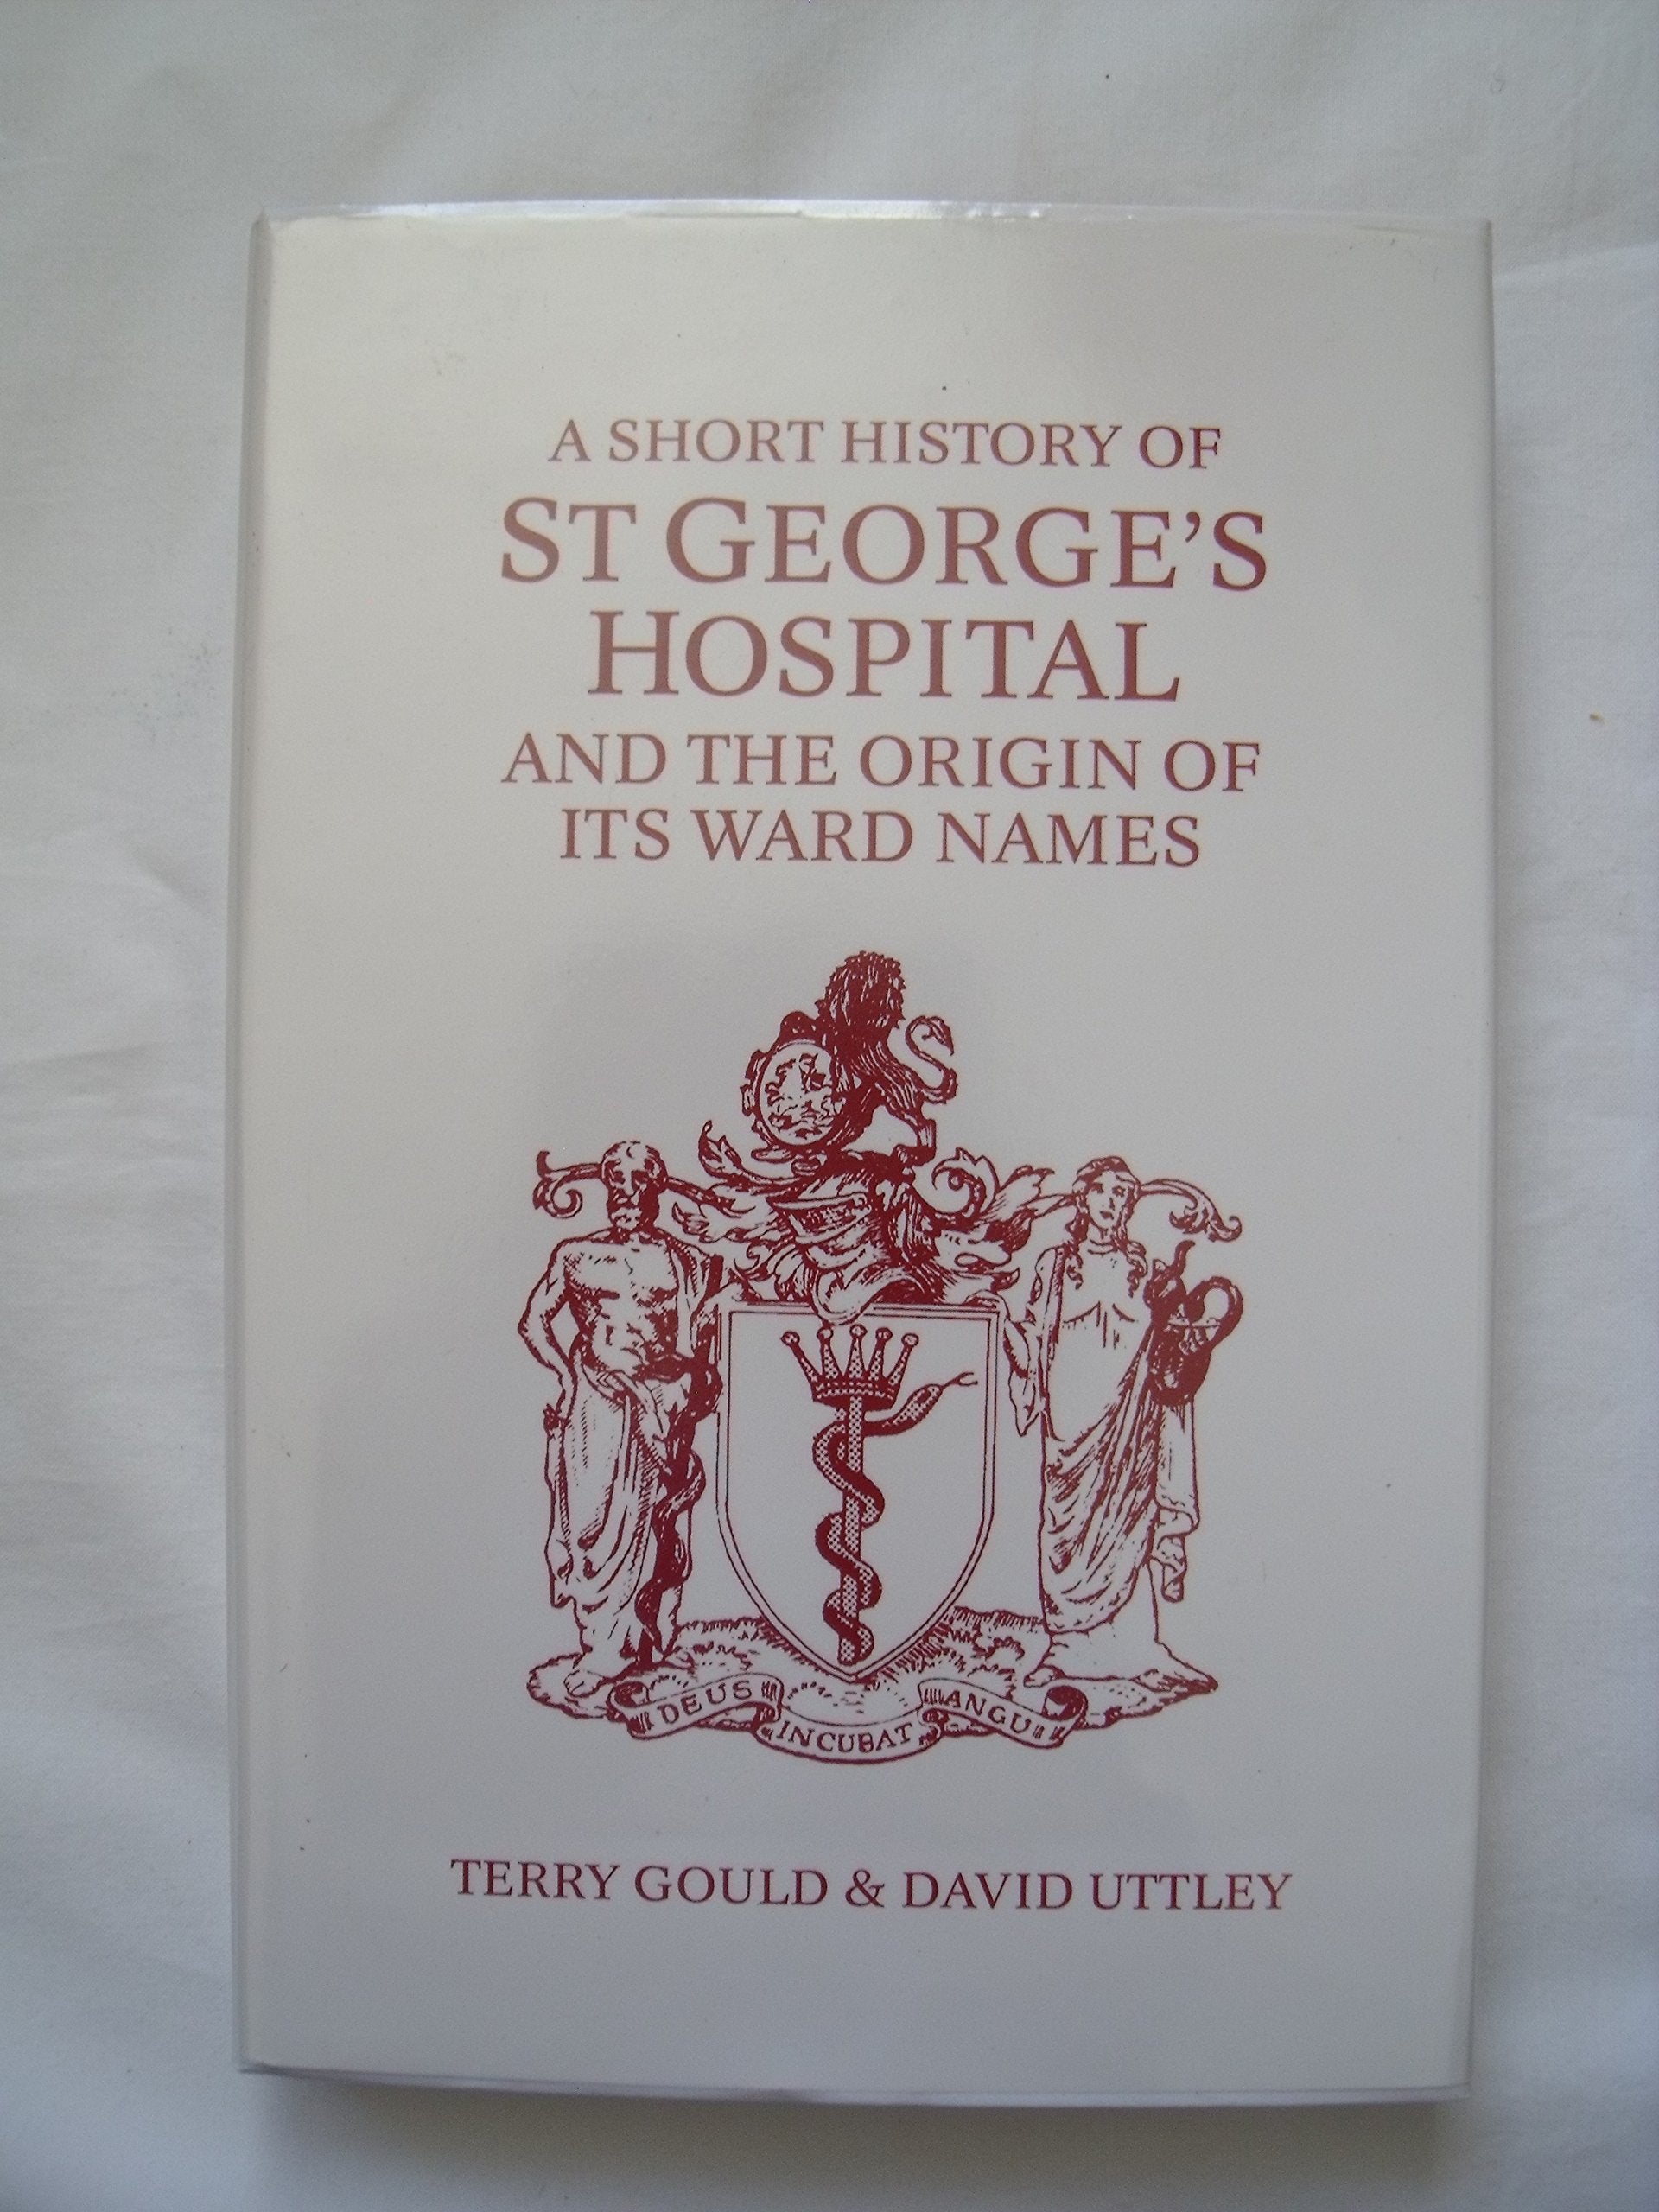 A SHORT HISTORY OF
ST GEORGE'S
HOSPITAL
AND THE ORIGIN OF
ITS WARD NAMES
DEUS
INCUBAT
ANGUI
TERRY GOULD & DAVID UTTLEY